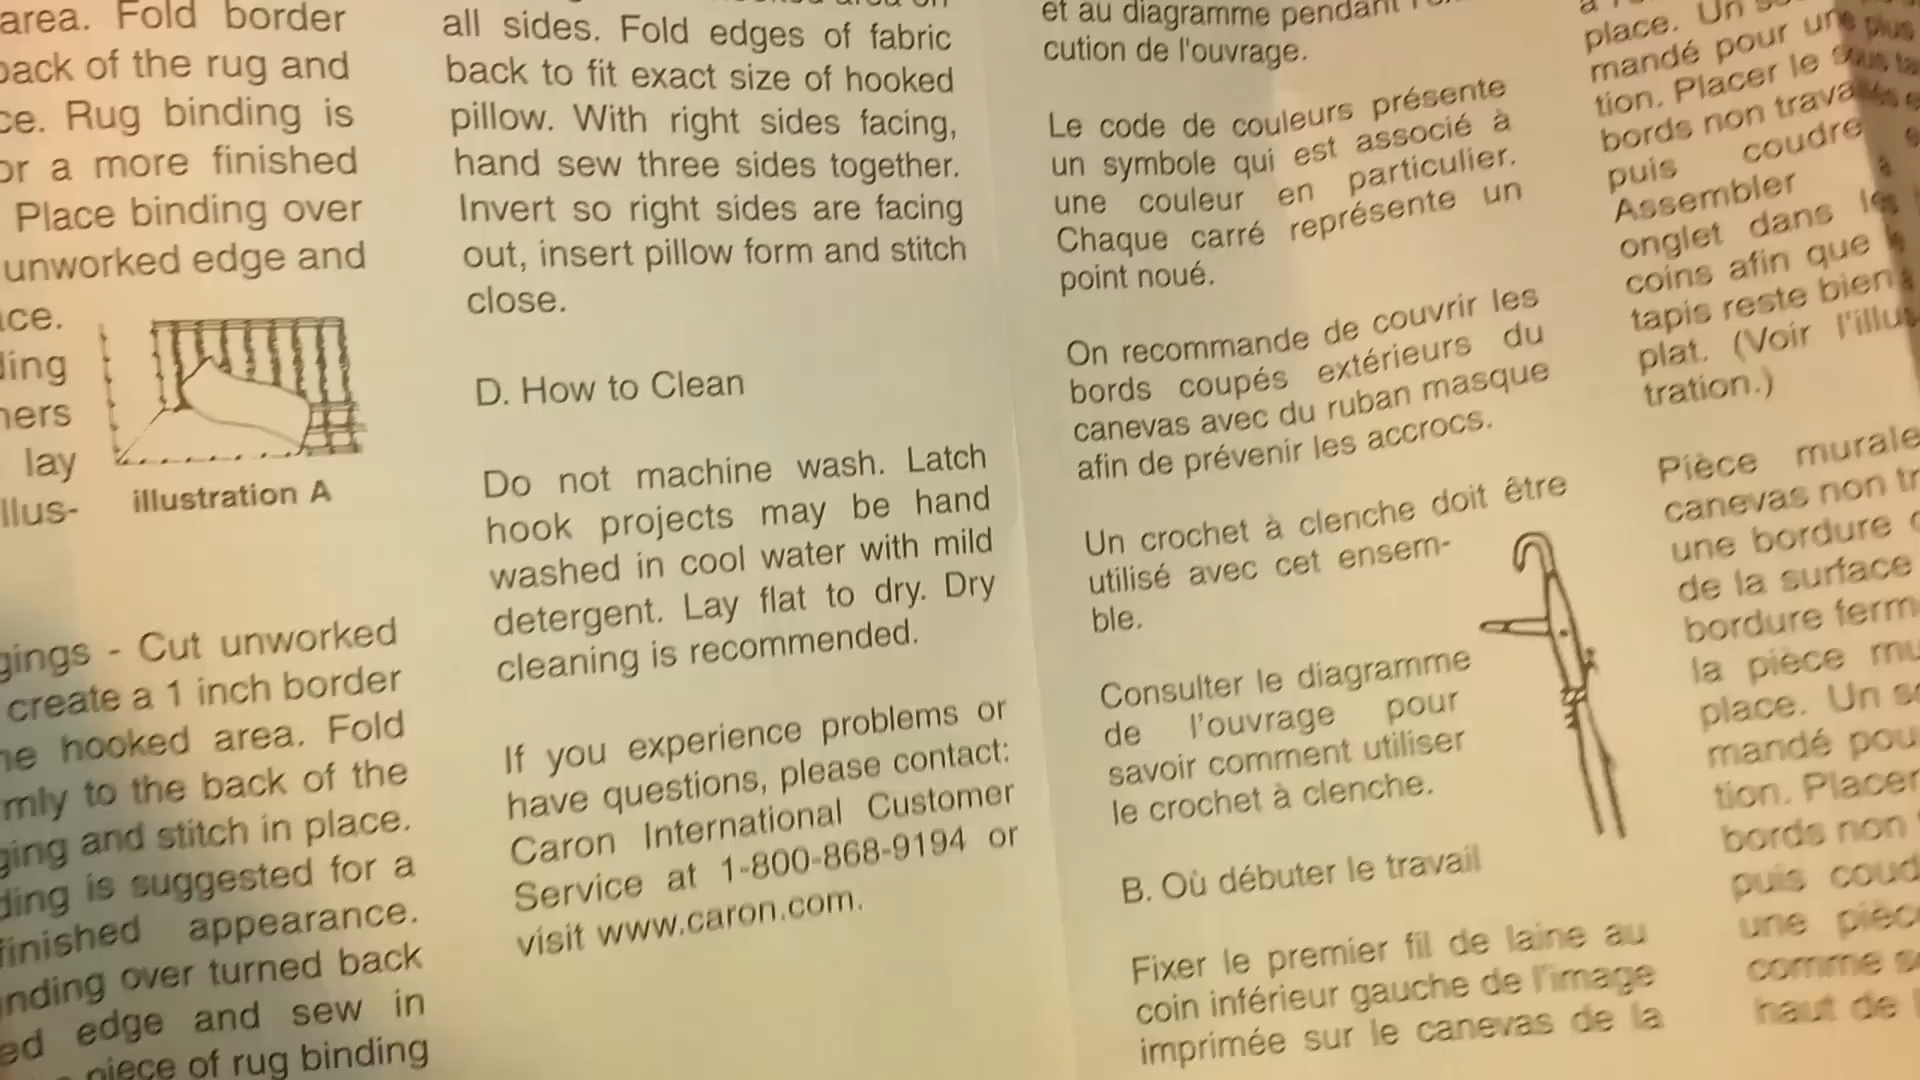 area. Fold border
back of the rug and
ce. Rug binding is
or a more finished
Place binding over
unworked edge and
ce.
ding
ners
lay
illus-
illustration A
gings - Cut unworked
create a 1 inch border
he hooked area. Fold
mly to the back of the
ging and stitch in place.
ding is suggested for a
finished appearance.
nding over turned back
ed edge and sew in
piece of rug binding
all sides. Fold edges of fabric
back to fit exact size of hooked
pillow. With right sides facing,
hand sew three sides together.
Invert so right sides are facing
out, insert pillow form and stitch
close.
D. How to Clean
Do not machine wash. Latch
hook projects may be hand
washed in cool water with mild
detergent. Lay flat to dry. Dry
cleaning is recommended.
If you experience problems or
have questions, please contact:
Caron International Customer
Service at 1-800-868-9194 or
visit www.caron.com.
et au diagramme pendant
cution de l'ouvrage.
Le code de couleurs présente
un symbole qui est associé à
une couleur en particulier.
Chaque carré représente un
point noué.
On recommande de couvrir les
bords coupés extérieurs du
canevas avec du ruban masque
afin de prévenir les accrocs.
Un crochet à clenche doit être
utilisé avec cet ensem-
ble.
Consulter le diagramme
de l'ouvrage pour
savoir comment utiliser
le crochet à clenche.
B. Où débuter le travail
Fixer le premier fil de laine au
coin inférieur gauche de l'image
imprimée sur le canevas de la
place. Un
mandé pour une plus
tion. Placer le
bords non
puis coudre
Assembler à
onglet dans les
coins afin que
tapis reste bien
plat. (Voir l'illus
tration.)
Pièce murale
canevas non tr
une bordure
de la surface
bordure ferm
la pièce mu
place. Un so
mandé pou
tion. Placer
bords non
puis coud
une pièc
comme
haut de